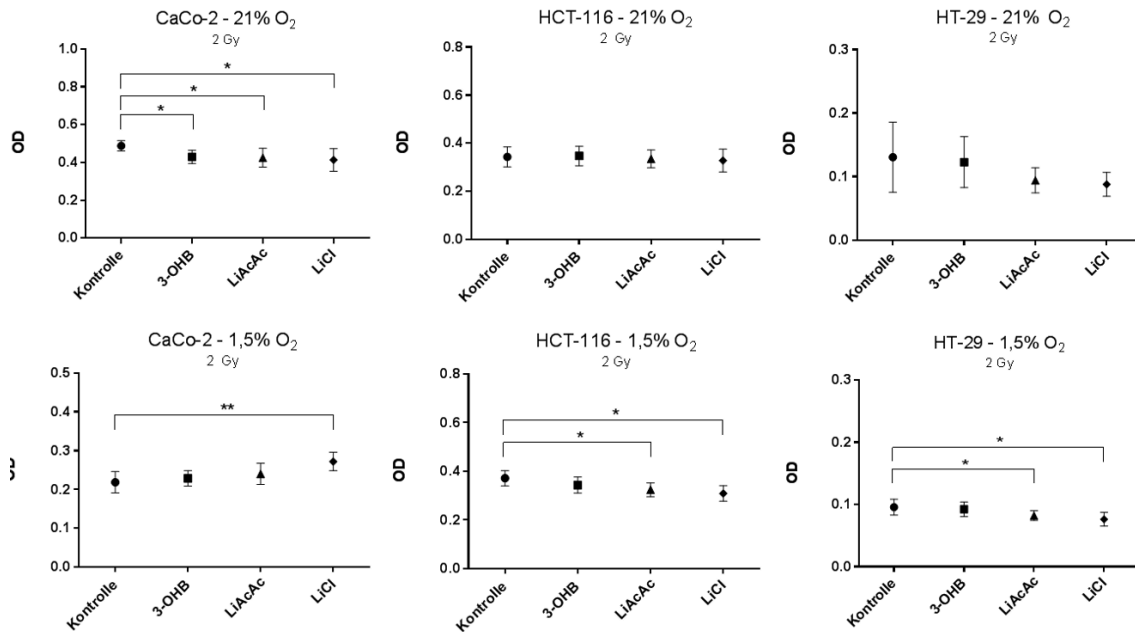 CaCo-2 - 21% O₂
2 Gy
OD
1.0
0.8
0.6
0.4
0.2
0.0
*
*
*
Kontrolle
3-OHB
LiAcAc
LiCl
HCT-116 - 21% O₂
2 Gy
OD
0.8
0.6
0.4
0.2
0.0
Kontrolle
3-OHB
LiAcAc
LiCl
HT-29 - 21% O₂
2 Gy
OD
0.3
0.2
0.1
0.0
Kontrolle
3-OHB
LiAcAc
LiCl
CaCo-2 - 1,5% O₂
2 Gy
OD
0.5
0.4
0.3
0.2
0.1
0.0
**
Kontrolle
3-OHB
LiAcAc
LiCl
HCT-116 - 1,5% O₂
2 Gy
OD
0.8
0.6
0.4
0.2
0.0
*
*
Kontrolle
3-OHB
LiAcAc
LiCl
HT-29 - 1,5% O₂
2 Gy
OD
0.3
0.2
0.1
0.0
*
*
Kontrolle
3-OHB
LiAcAc
LiCl